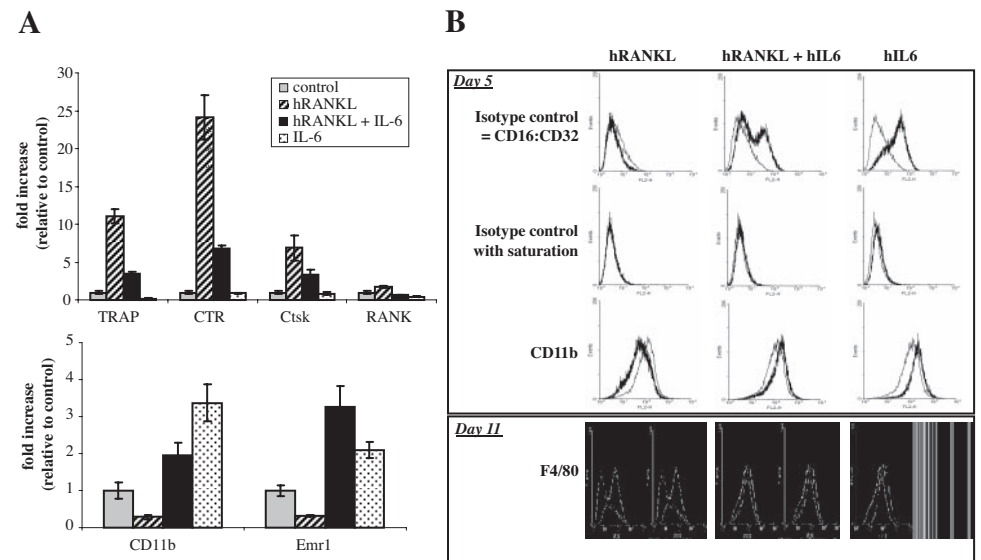 A
B
30
25
20
15
10
5
0
fold increase
(relative to control)
control
hRANKL
hRANKL + IL-6
IL-6
TRAP
CTR
Ctsk
RANK
5
4
3
2
1
0
fold increase
(relative to control)
CD11b
Emr1
hRANKL
hRANKL + hIL6
hIL6
Day 5
Isotype control
= CD16:CD32
Isotype control
with saturation
CD11b
Events
FL2-H
Day 11
F4/80